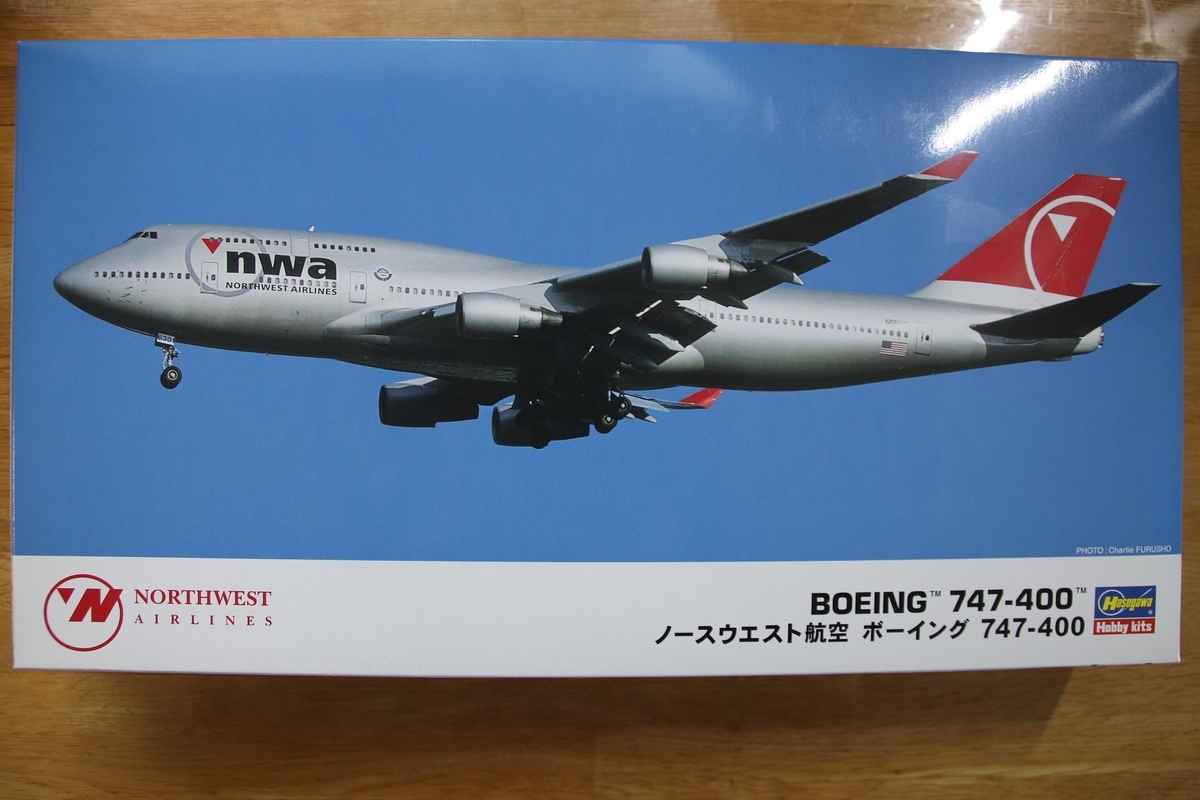 nwa
NORTHWEST AIRLINES
6301
PHOTO : Charlie FURUSHO
NORTHWEST
AIRLINES
BOEING™ 747-400™
ノースウエスト航空 ボーイング 747-400
Hasegawa
Hobby kits